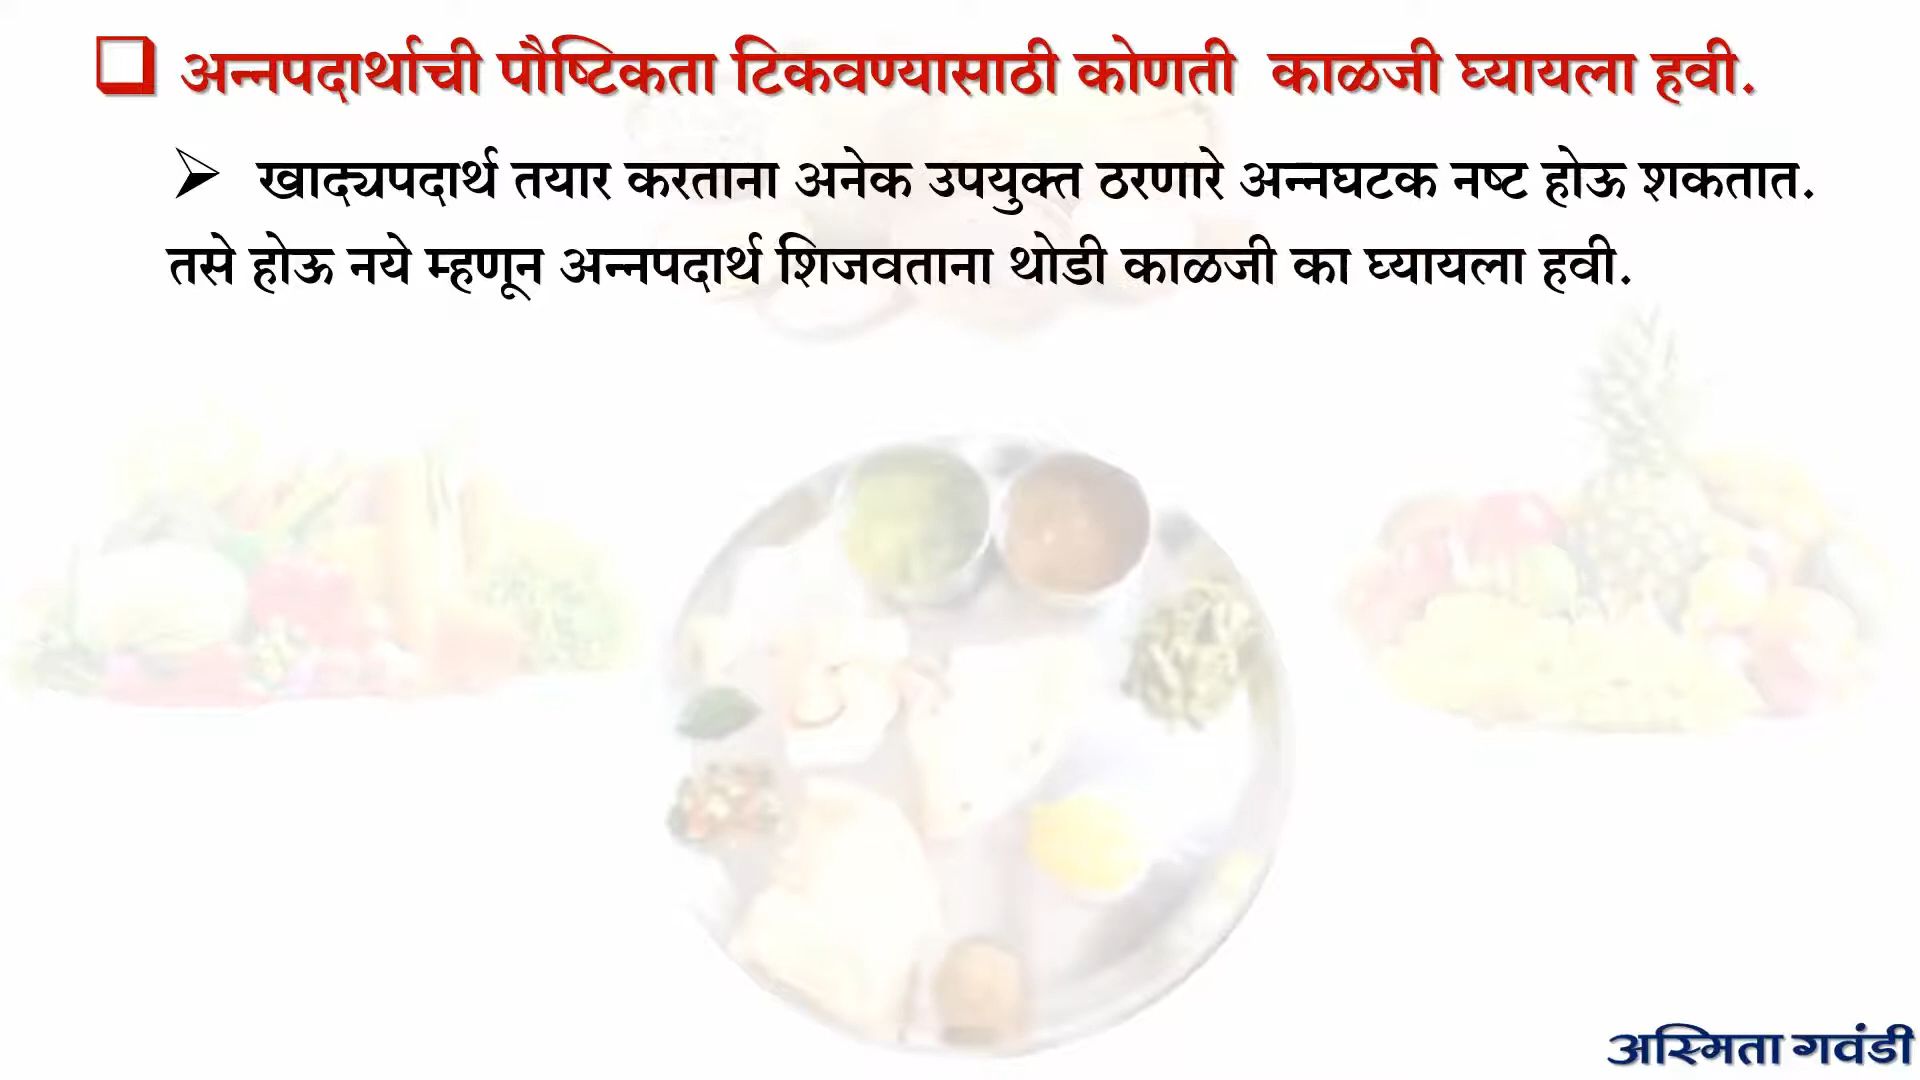 अन्नपदार्थाची पौष्टिकता टिकवण्यासाठी कोणती काळजी घ्यायला हवी.
खाद्यपदार्थ तयार करताना अनेक उपयुक्त ठरणारे अन्नघटक नष्ट होऊ शकतात.
तसे होऊ नये म्हणून अन्नपदार्थ शिजवताना थोडी काळजी का घ्यायला हवी.
अस्मिता गवंडी